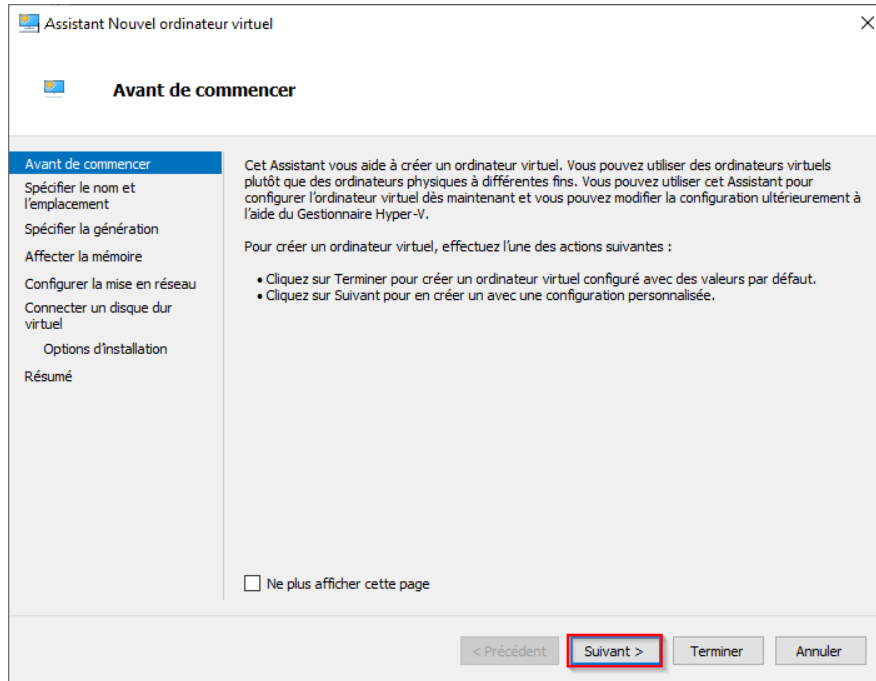 Assistant Nouvel ordinateur virtuel
Avant de commencer
Avant de commencer
Spécifier le nom et
l’emplacement
Spécifier la génération
Affecter la mémoire
Configurer la mise en réseau
Connecter un disque dur
virtuel
Options d’installation
Résumé
Cet Assistant vous aide à créer un ordinateur virtuel. Vous pouvez utiliser des ordinateurs virtuels
plutôt que des ordinateurs physiques à différentes fins. Vous pouvez utiliser cet Assistant pour
configurer l’ordinateur virtuel dès maintenant et vous pouvez modifier la configuration ultérieurement à
l’aide du Gestionnaire Hyper-V.
Pour créer un ordinateur virtuel, effectuez l’une des actions suivantes :
• Cliquez sur Terminer pour créer un ordinateur virtuel configuré avec des valeurs par défaut.
• Cliquez sur Suivant pour en créer un avec une configuration personnalisée.
Ne plus afficher cette page
< Précédent
Suivant >
Terminer
Annuler